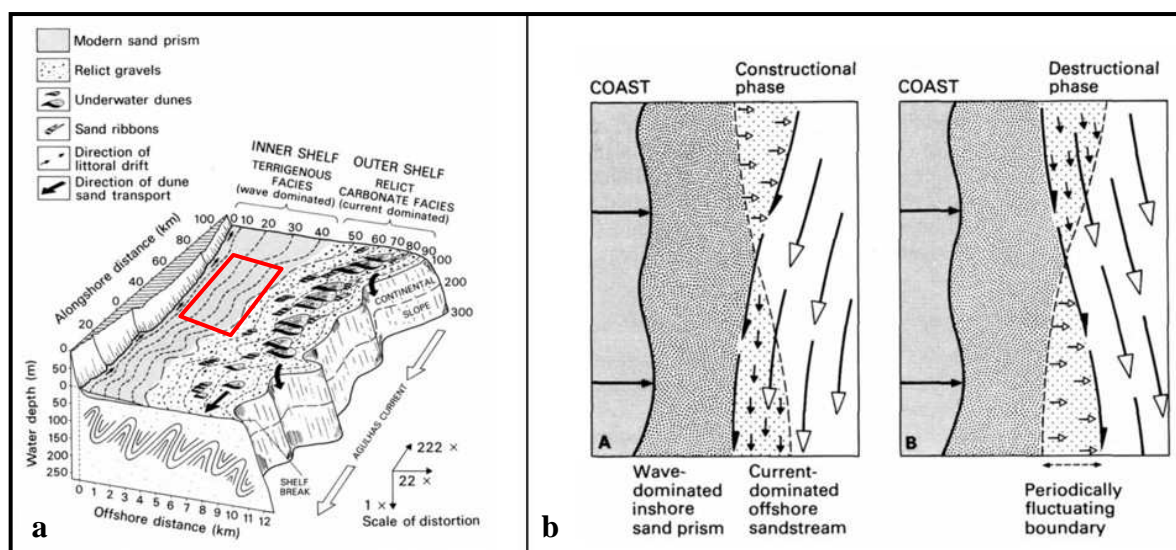 Modern sand prism
Relict gravels
Underwater dunes
Sand ribbons
Direction of
littoral drift
Direction of dune
sand transport
INNER SHELF
TERRIGENOUS
FACIES
(wave dominated)
OUTER SHELF
RELICT
CARBONATE FACIES
(current dominated)
100 0 10 20 30 40 50 60 70 80 90
100
200
300
CONTINENTAL
SLOPE
Alongshore distance (km)
80
60
40
0
20
Water depth (m)
0
50
0
50
100
150
200
250
0 1 2 3 4 5 6 7 8 9 10 11 12
Offshore distance (km)
SHELF
BREAK
AGULHAS CURRENT
222 ×
22 ×
1 ×
Scale of distortion
a
COAST
Constructional
phase
A
Wave-
dominated
inshore
sand prism
Current-
dominated
offshore
sandstream
COAST
Destructional
phase
B
Periodically
fluctuating
boundary
b